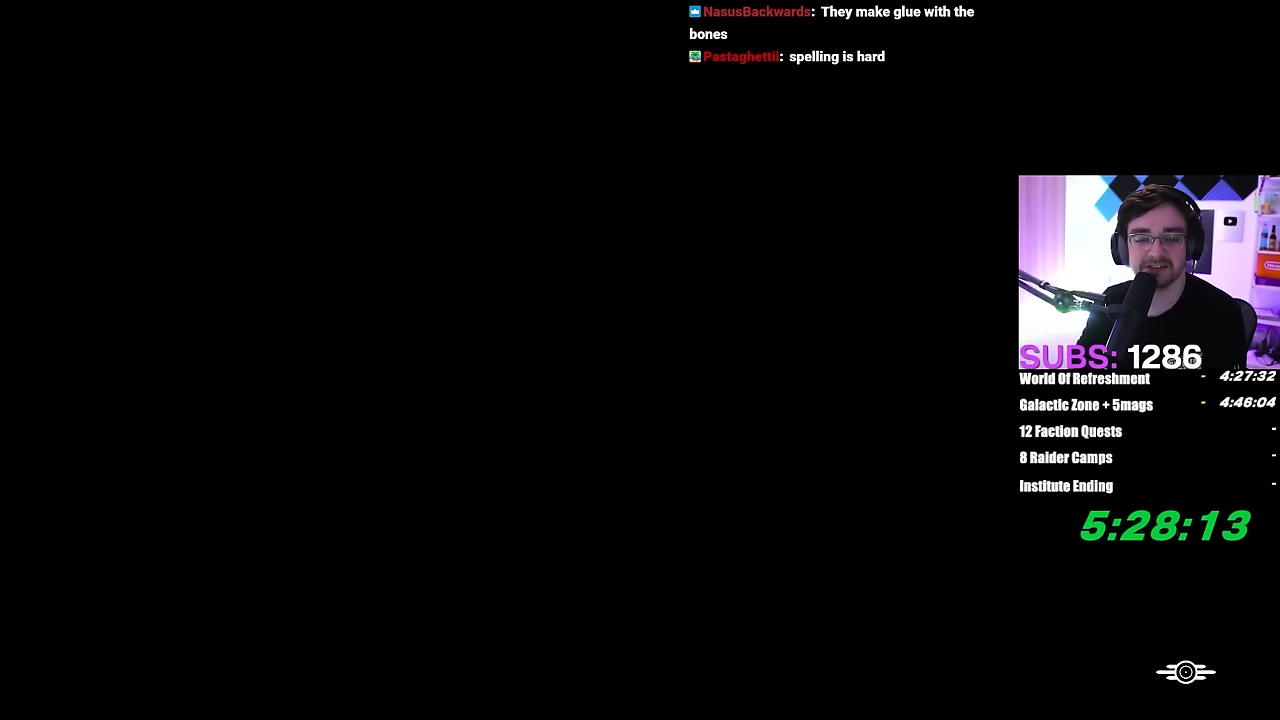 NasusBackwards: They make glue with the
bones
Pastaghettii: spelling is hard
SUBS: 1286
World Of Refreshment - 4:27:32
Galactic Zone + 5mags - 4:46:04
12 Faction Quests -
8 Raider Camps -
Institute Ending -
5:28:13